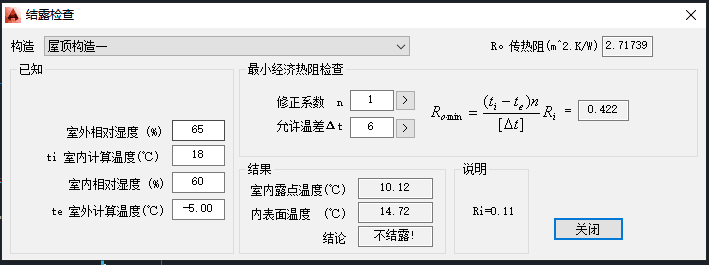 结露检查
构造 屋顶构造一 Ro 传热阻(m^2.K/W) 2.71739
已知
室外相对湿度 (%) 65
ti 室内计算温度(℃) 18
室内相对湿度 (%) 60
te 室外计算温度(℃) -5.00
最小经济热阻检查
修正系数 n 1 >
允许温差Δt 6 >
Ro·min = (ti − te)n / [Δt] Ri = 0.422
结果
室内露点温度(℃) 10.12
内表面温度 (℃) 14.72
结论 不结露!
说明
Ri=0.11
关闭